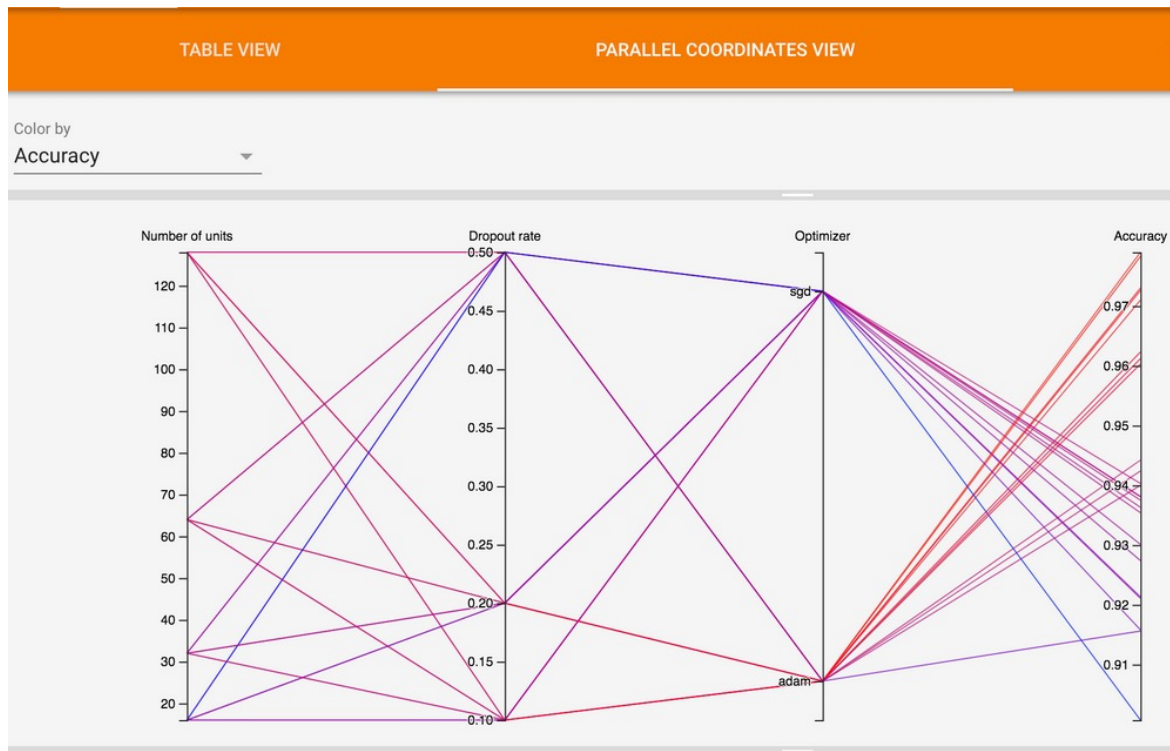 TABLE VIEW
PARALLEL COORDINATES VIEW
Color by
Accuracy
Number of units
Dropout rate
Optimizer
Accuracy
120
110
100
90
80
70
60
50
40
30
20
0.50
0.45
0.40
0.35
0.30
0.25
0.20
0.15
0.10
sgd
adam
0.97
0.96
0.95
0.94
0.93
0.92
0.91